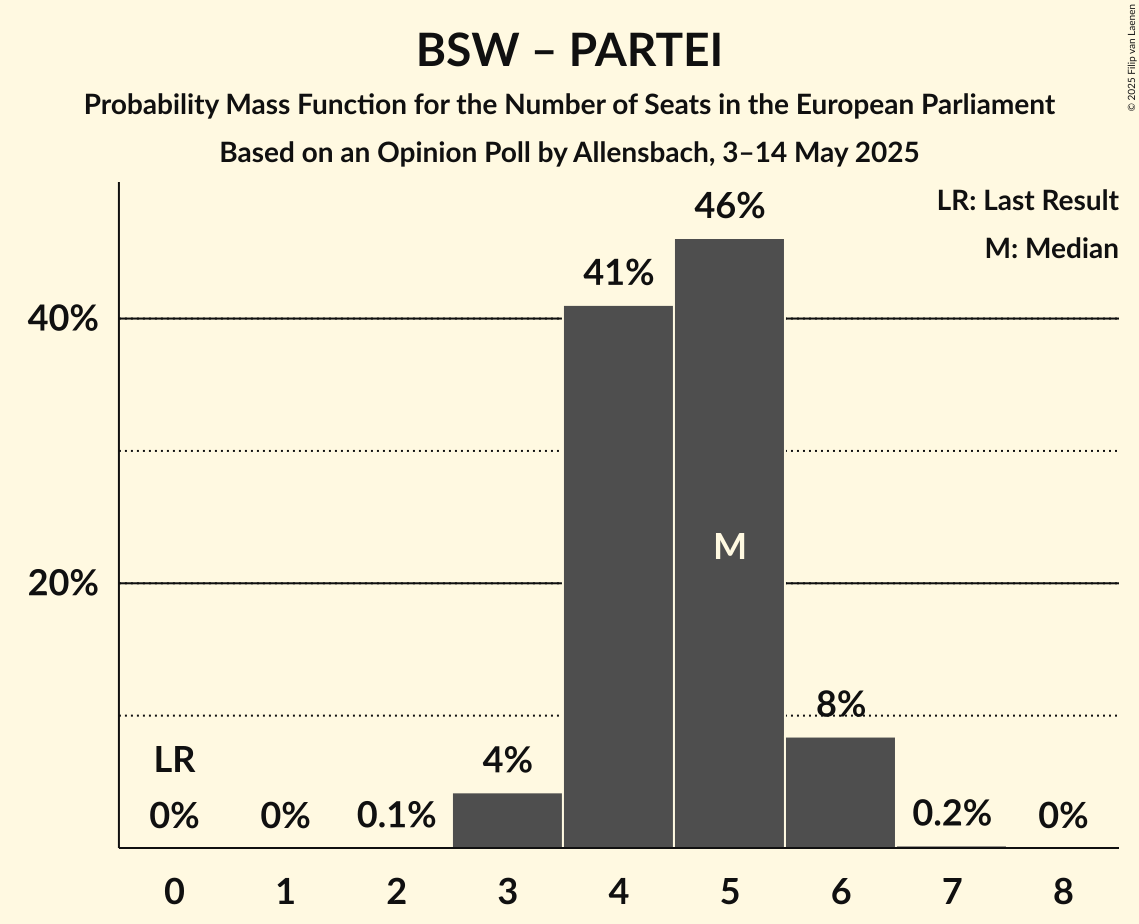 BSW – PARTEI
Probability Mass Function for the Number of Seats in the European Parliament
Based on an Opinion Poll by Allensbach, 3–14 May 2025
© 2025 Filip van Laenen
LR: Last Result
M: Median
46%
41%
40%
M
20%
8%
LR
4%
0%
0%
0.1%
0.2%
0%
0 1 2 3 4 5 6 7 8